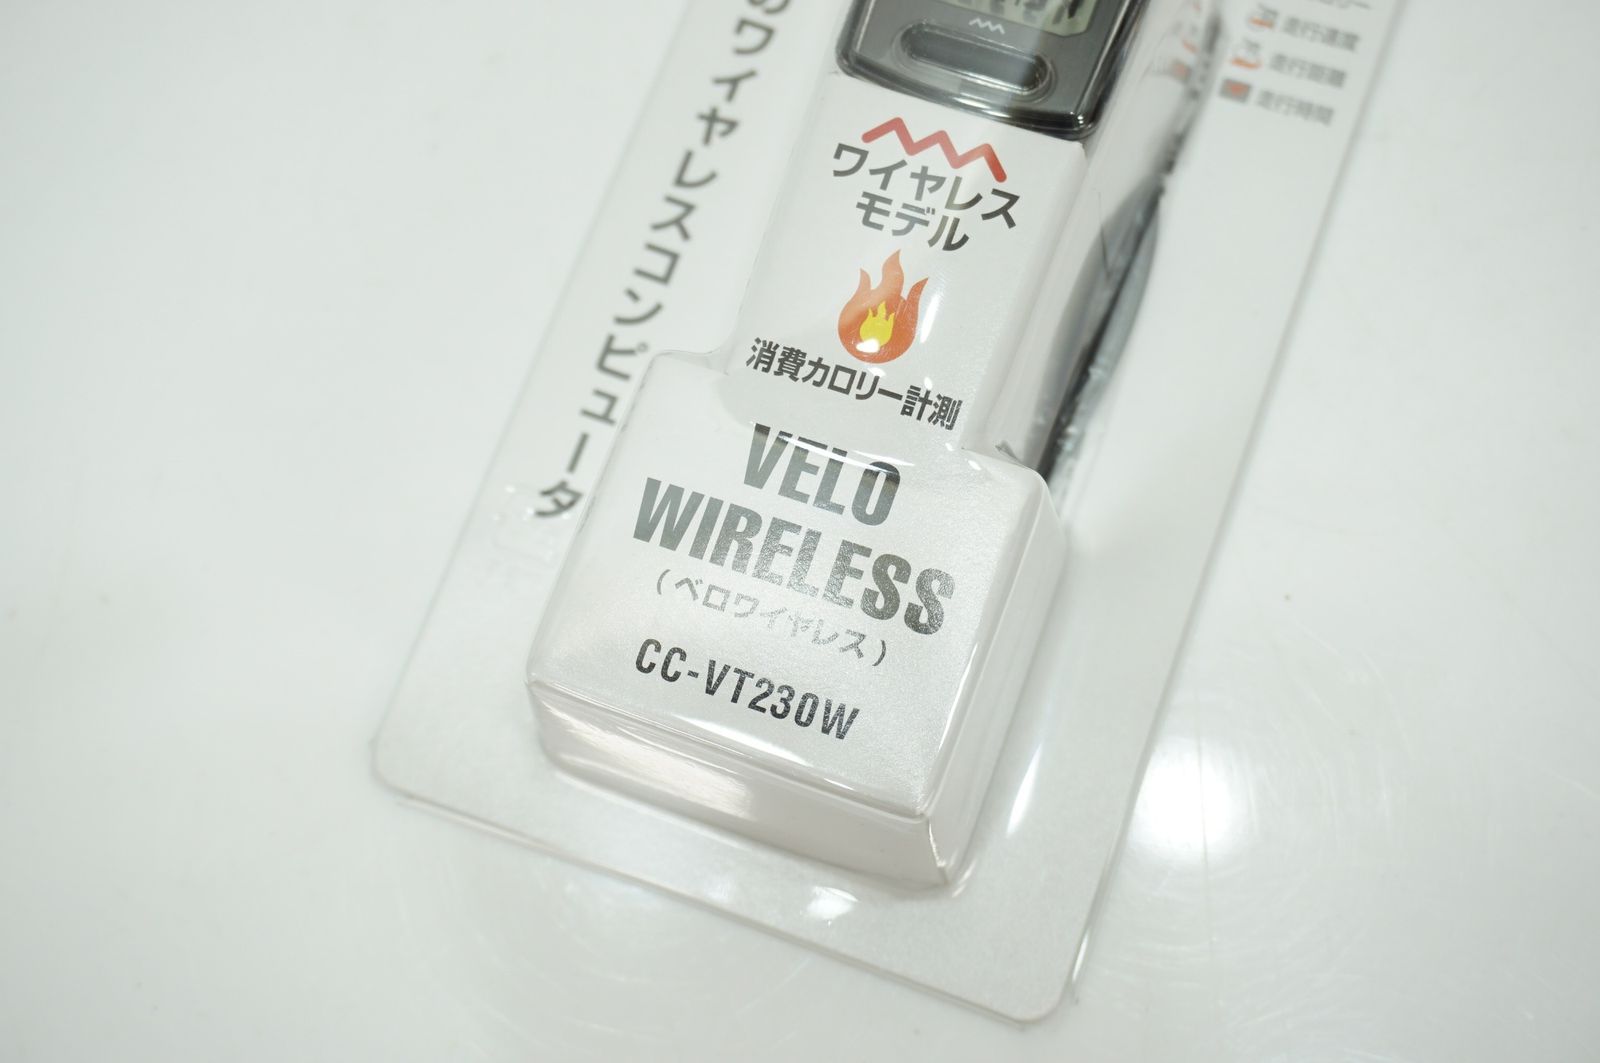 のワイヤレスコンピュータ
ワイヤレス
モデル
消費カロリー計測
VELO
WIRELESS
(ベロワイヤレス)
CC-VT230W
走行速度
走行距離
走行時間